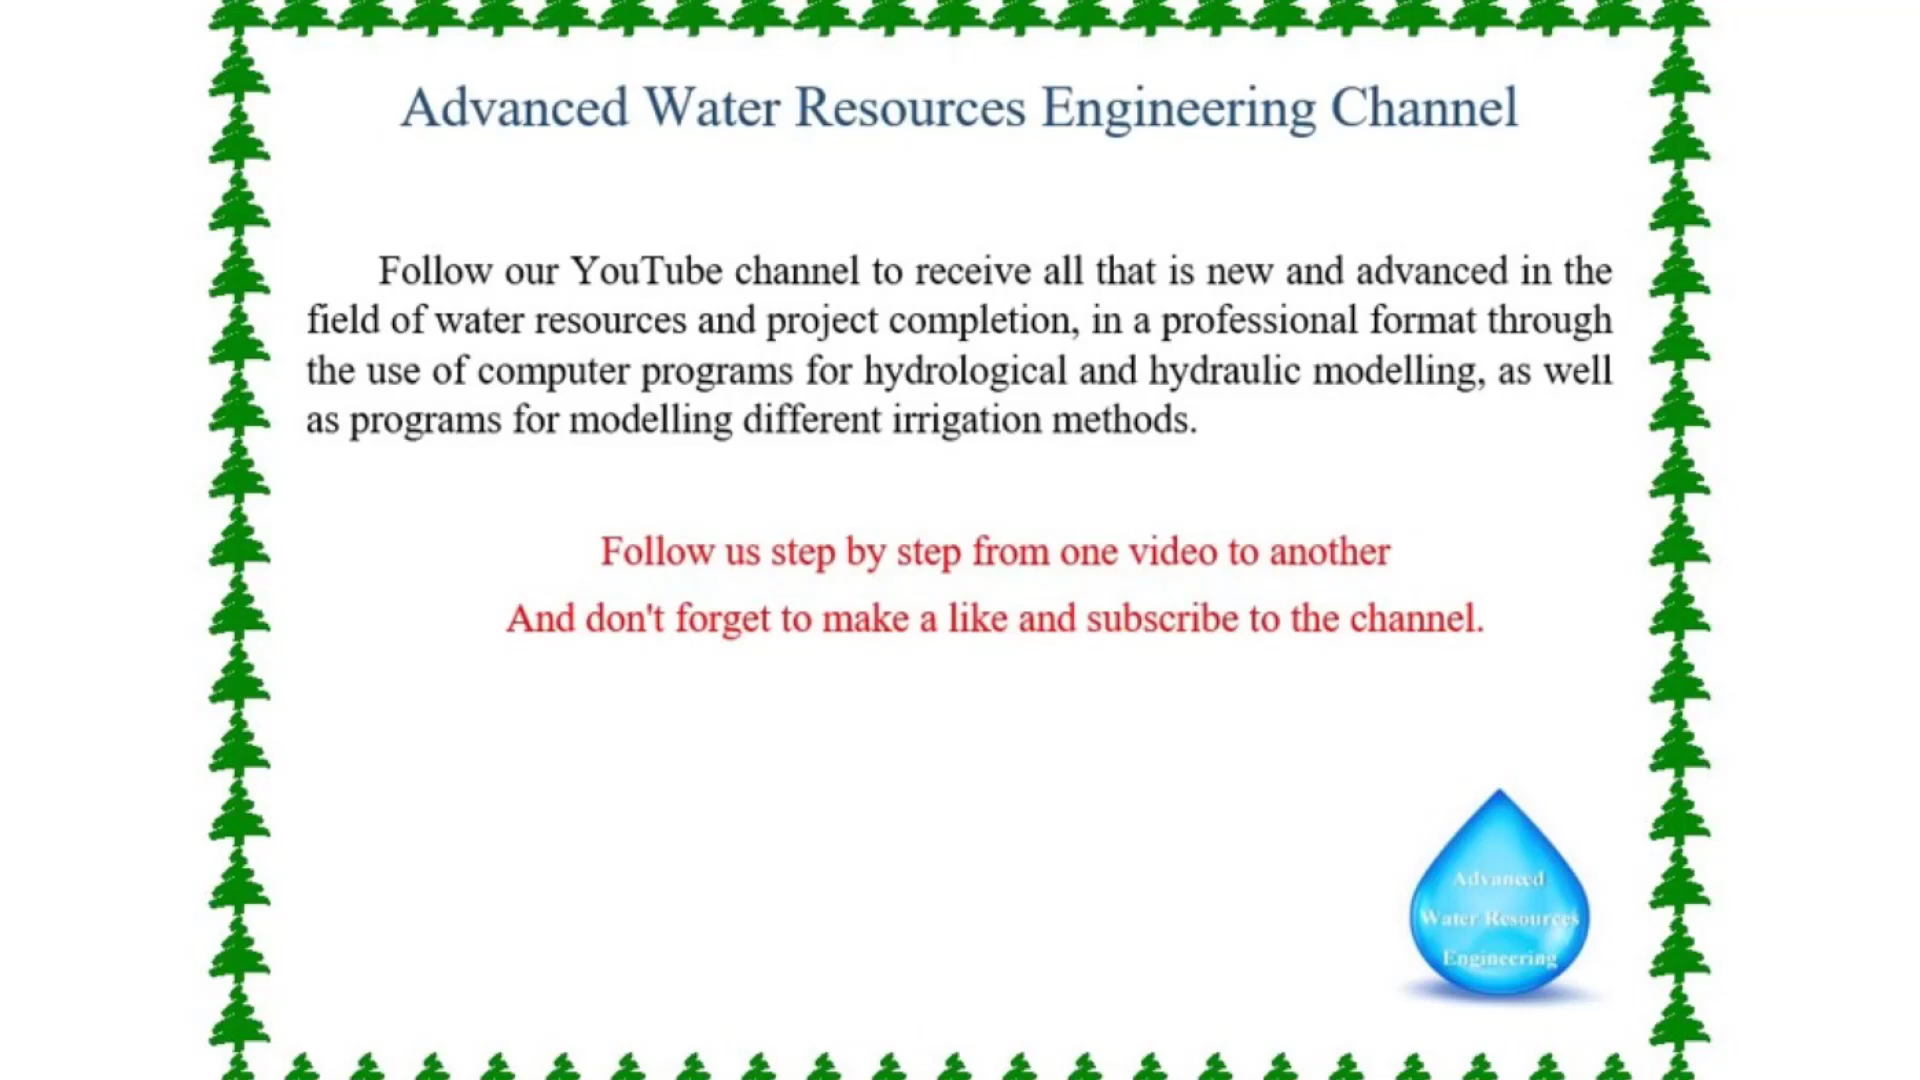 Advanced Water Resources Engineering Channel
Follow our YouTube channel to receive all that is new and advanced in the
field of water resources and project completion, in a professional format through
the use of computer programs for hydrological and hydraulic modelling, as well
as programs for modelling different irrigation methods.
Follow us step by step from one video to another
And don't forget to make a like and subscribe to the channel.
Advanced
Water Resources
Engineering